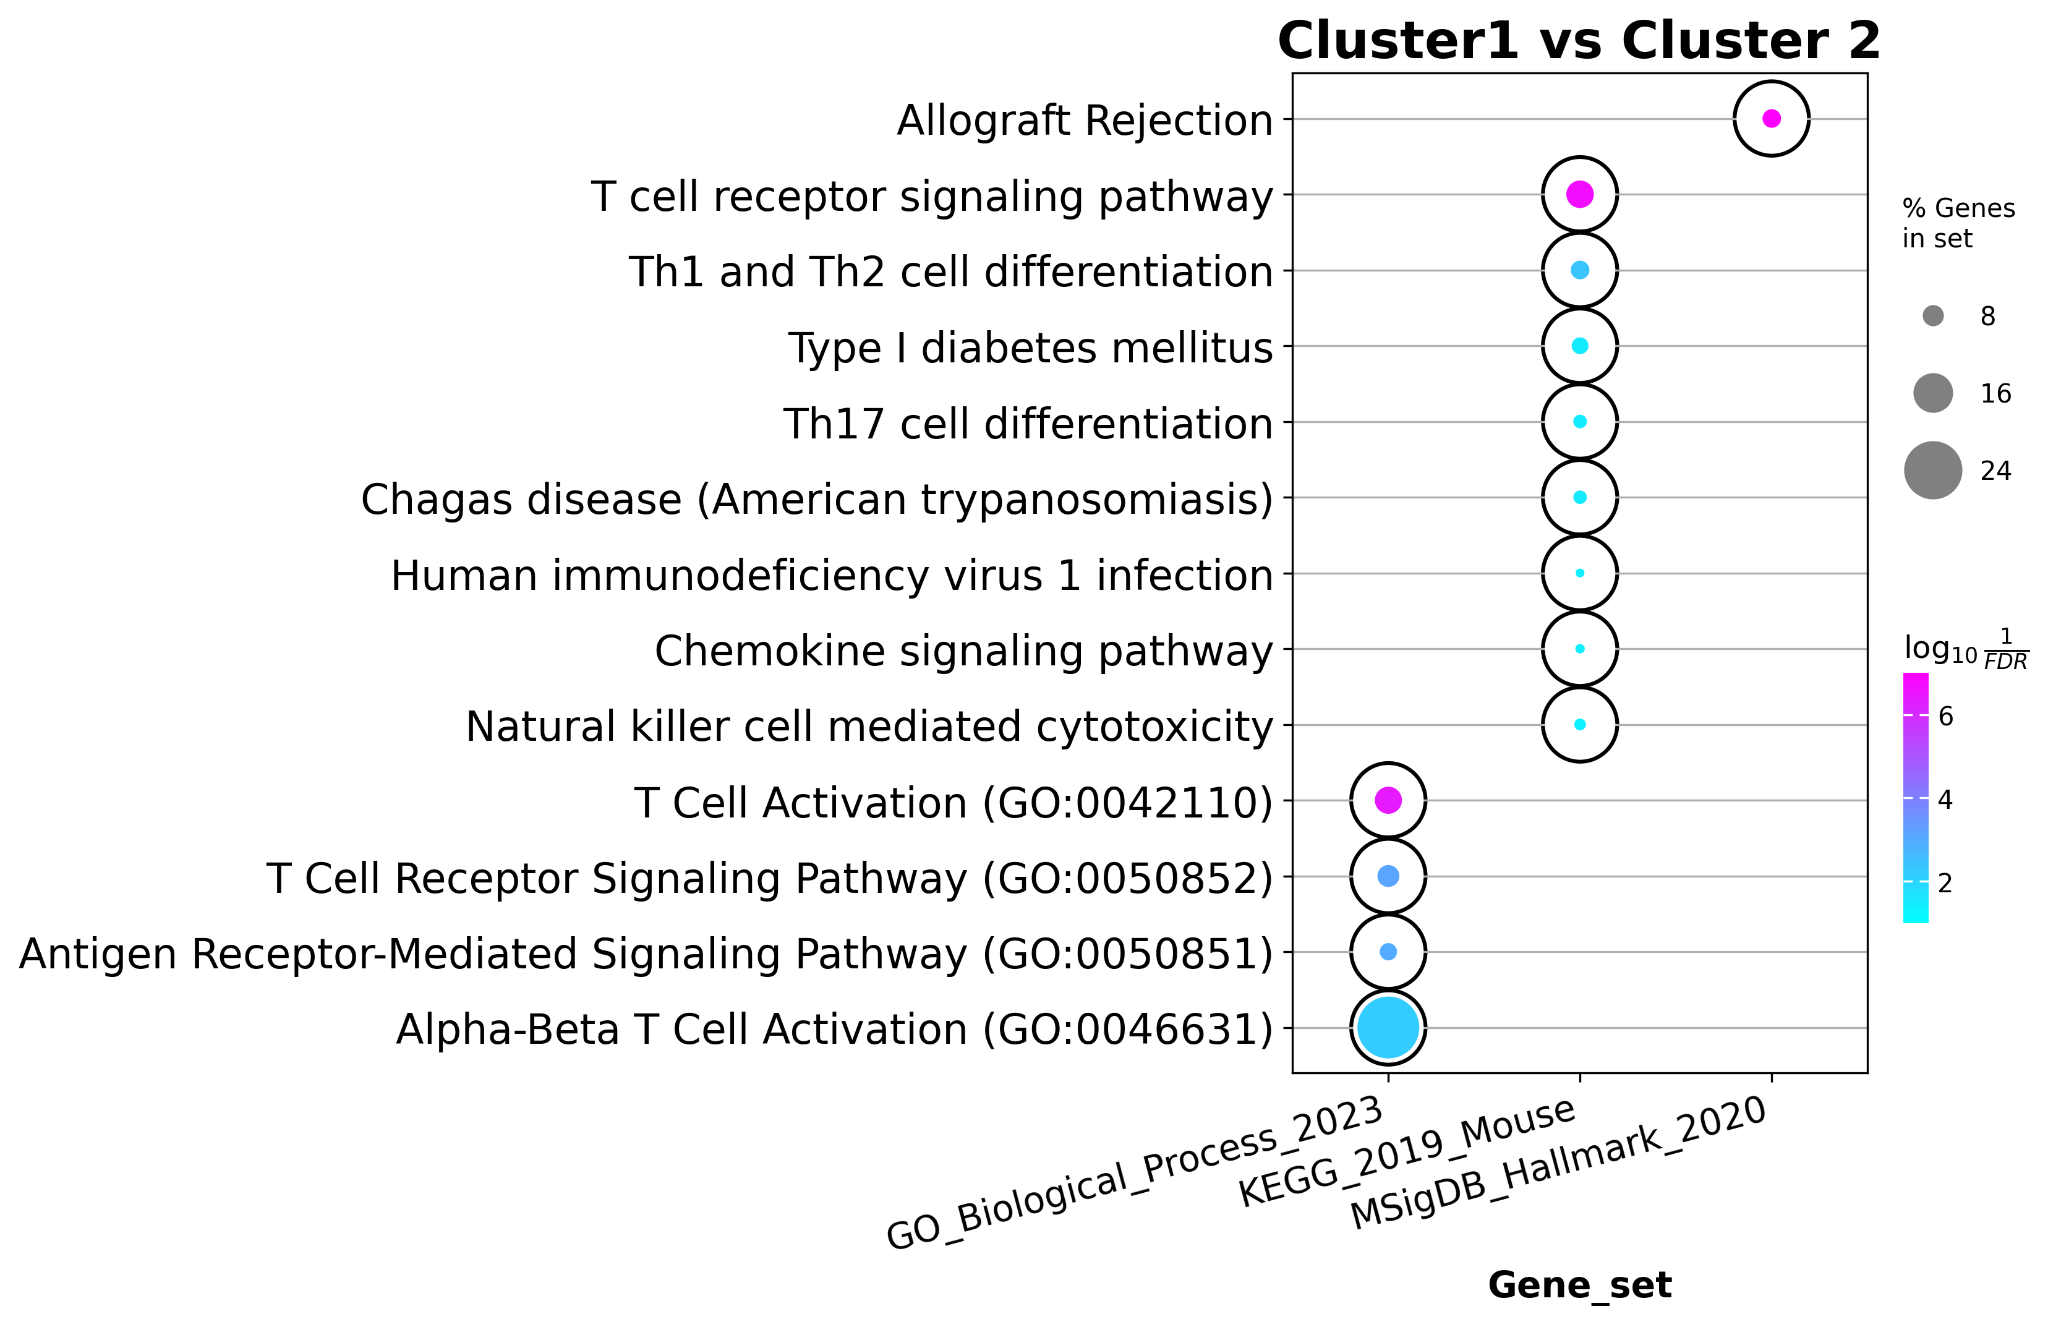 Cluster1 vs Cluster 2
Allograft Rejection
T cell receptor signaling pathway
Th1 and Th2 cell differentiation
Type I diabetes mellitus
Th17 cell differentiation
Chagas disease (American trypanosomiasis)
Human immunodeficiency virus 1 infection
Chemokine signaling pathway
Natural killer cell mediated cytotoxicity
T Cell Activation (GO:0042110)
T Cell Receptor Signaling Pathway (GO:0050852)
Antigen Receptor-Mediated Signaling Pathway (GO:0050851)
Alpha-Beta T Cell Activation (GO:0046631)
GO_Biological_Process_2023
KEGG_2019_Mouse
MSigDB_Hallmark_2020
Gene_set
% Genes
in set
8
16
24
log₁₀ 1/FDR
6
4
2